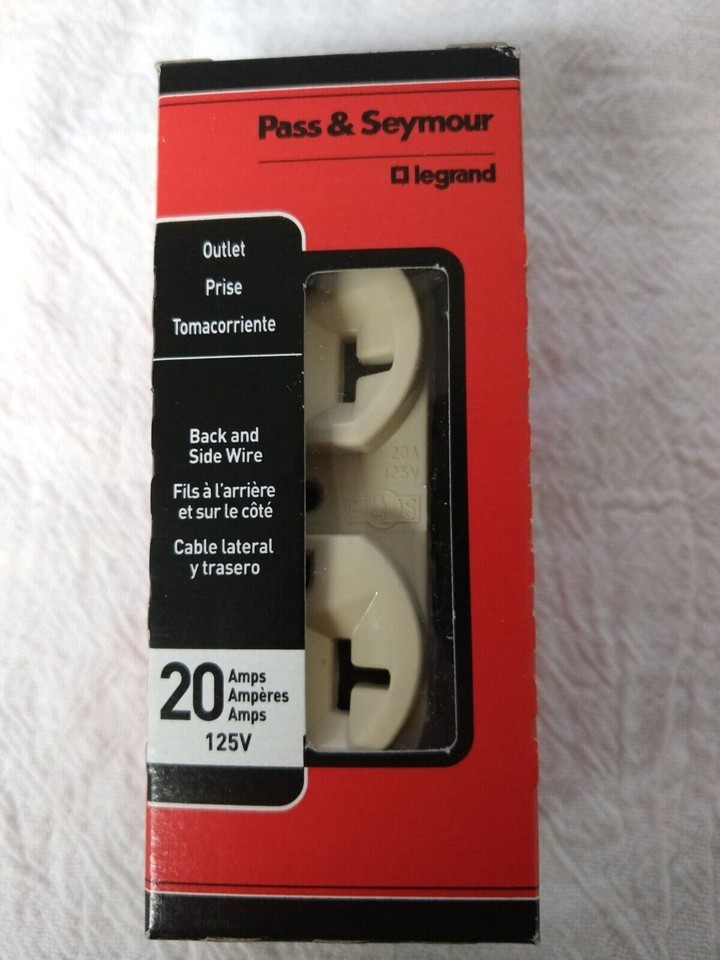 Pass & Seymour
legrand
Outlet
Prise
Tomacorriente
Back and
Side Wire
Fils à l'arrière
et sur le côté
Cable lateral
y trasero
20 Amps
Ampères
Amps
125V
20A
125V